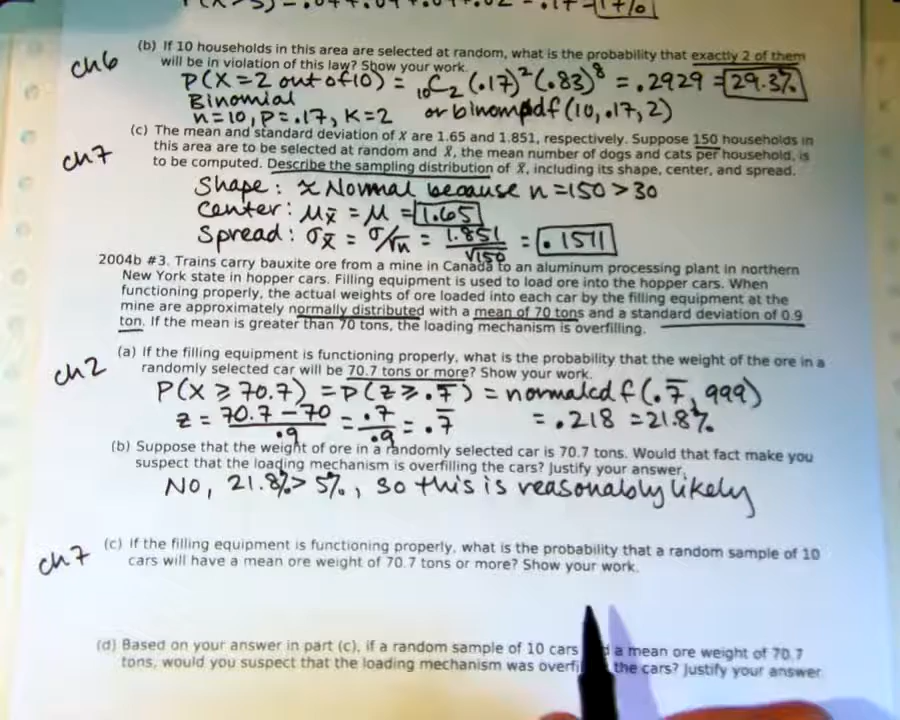 (b) If 10 households in this area are selected at random, what is the probability that exactly 2 of them
will be in violation of this law? Show your work.
ch6
P(X=2 out of 10) = ₁₀C₂ (.17)²(.83)⁸ = .2929 = 29.3%
Binomial
n=10, p=.17, K=2 or binompdf(10,.17,2)
(c) The mean and standard deviation of X are 1.65 and 1.851, respectively. Suppose 150 households in
this area are to be selected at random and X̄, the mean number of dogs and cats per household, is
to be computed. Describe the sampling distribution of X̄, including its shape, center, and spread.
ch7
Shape: ≈ Normal because n=150 > 30
Center: μx̄ = μ = 1.65
Spread: σx̄ = σ/√n = 1.851/√150 = .1511
2004b #3. Trains carry bauxite ore from a mine in Canada to an aluminum processing plant in northern
New York state in hopper cars. Filling equipment is used to load ore into the hopper cars. When
functioning properly, the actual weights of ore loaded into each car by the filling equipment at the
mine are approximately normally distributed with a mean of 70 tons and a standard deviation of 0.9
ton. If the mean is greater than 70 tons, the loading mechanism is overfilling.
(a) If the filling equipment is functioning properly, what is the probability that the weight of the ore in a
randomly selected car will be 70.7 tons or more? Show your work.
ch2
P(X ≥ 70.7) = P(Z ≥ .7̄) = normalcdf(.7̄, 999)
z = 70.7 − 70/.9 = .7/.9 = .7̄ = .218 = 21.8%
(b) Suppose that the weight of ore in a randomly selected car is 70.7 tons. Would that fact make you
suspect that the loading mechanism is overfilling the cars? Justify your answer.
No, 21.8% > 5%, so this is reasonably likely
ch7
(c) If the filling equipment is functioning properly, what is the probability that a random sample of 10
cars will have a mean ore weight of 70.7 tons or more? Show your work.
(d) Based on your answer in part (c), if a random sample of 10 cars a mean ore weight of 70.7
tons, would you suspect that the loading mechanism was the cars? Justify your answer